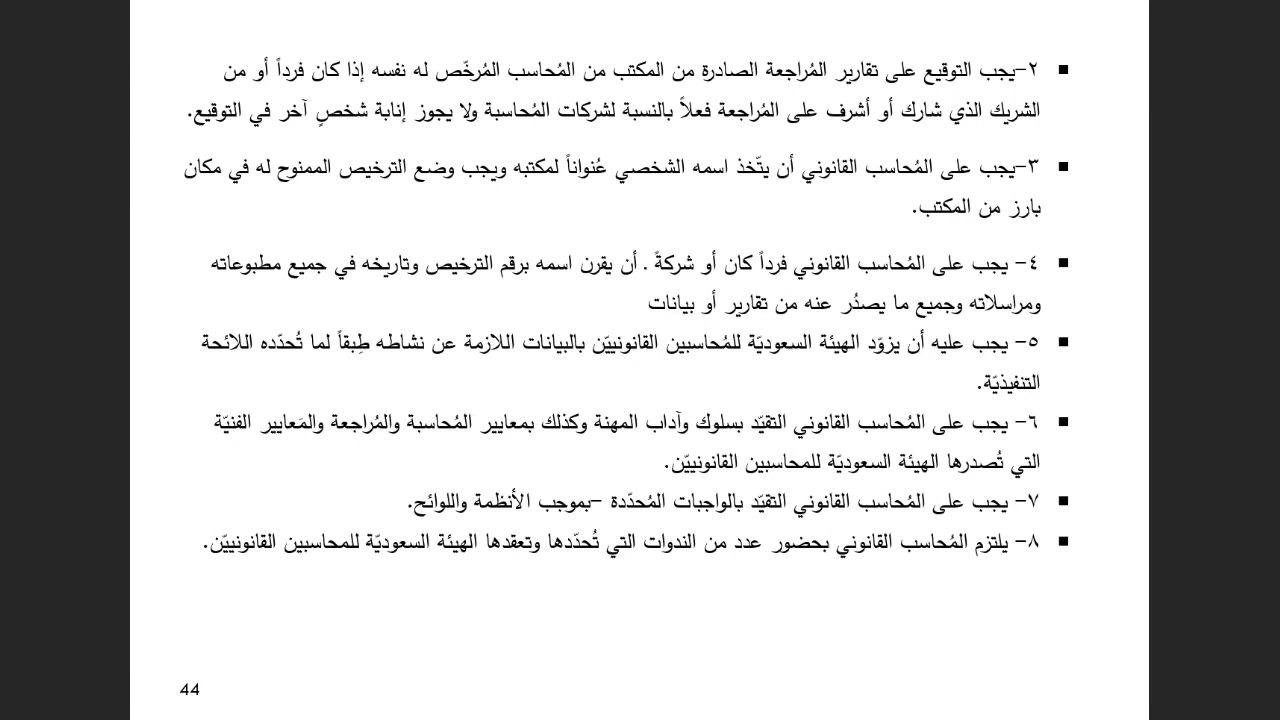 ▪ ٢-يجب التوقيع على تقارير المُراجعة الصادرة من المكتب من المُحاسب المُرخّص له نفسه إذا كان فرداً أو من
الشريك الذي شارك أو أشرف على المُراجعة فعلاً بالنسبة لشركات المُحاسبة ولا يجوز إنابة شخصٍ آخر في التوقيع.
▪ ٣-يجب على المُحاسب القانوني أن يتّخذ اسمه الشخصي عُنواناً لمكتبه ويجب وضع الترخيص الممنوح له في مكان
بارز من المكتب.
▪ ٤- يجب على المُحاسب القانوني فرداً كان أو شركةً . أن يقرن اسمه برقم الترخيص وتاريخه في جميع مطبوعاته
ومراسلاته وجميع ما يصدُر عنه من تقارير أو بيانات
▪ ٥- يجب عليه أن يزوّد الهيئة السعوديّة للمُحاسبين القانونييّن بالبيانات اللازمة عن نشاطه طِبقاً لما تُحدّده اللائحة
التنفيذيّة.
▪ ٦- يجب على المُحاسب القانوني التقيّد بسلوك وآداب المهنة وكذلك بمعايير المُحاسبة والمُراجعة والمَعايير الفنيّة
التي تُصدرها الهيئة السعوديّة للمحاسبين القانونييّن.
▪ ٧- يجب على المُحاسب القانوني التقيّد بالواجبات المُحدّدة -بموجب الأنظمة واللوائح.
▪ ٨- يلتزم المُحاسب القانوني بحضور عدد من الندوات التي تُحدّدها وتعقدها الهيئة السعوديّة للمحاسبين القانونييّن.
44